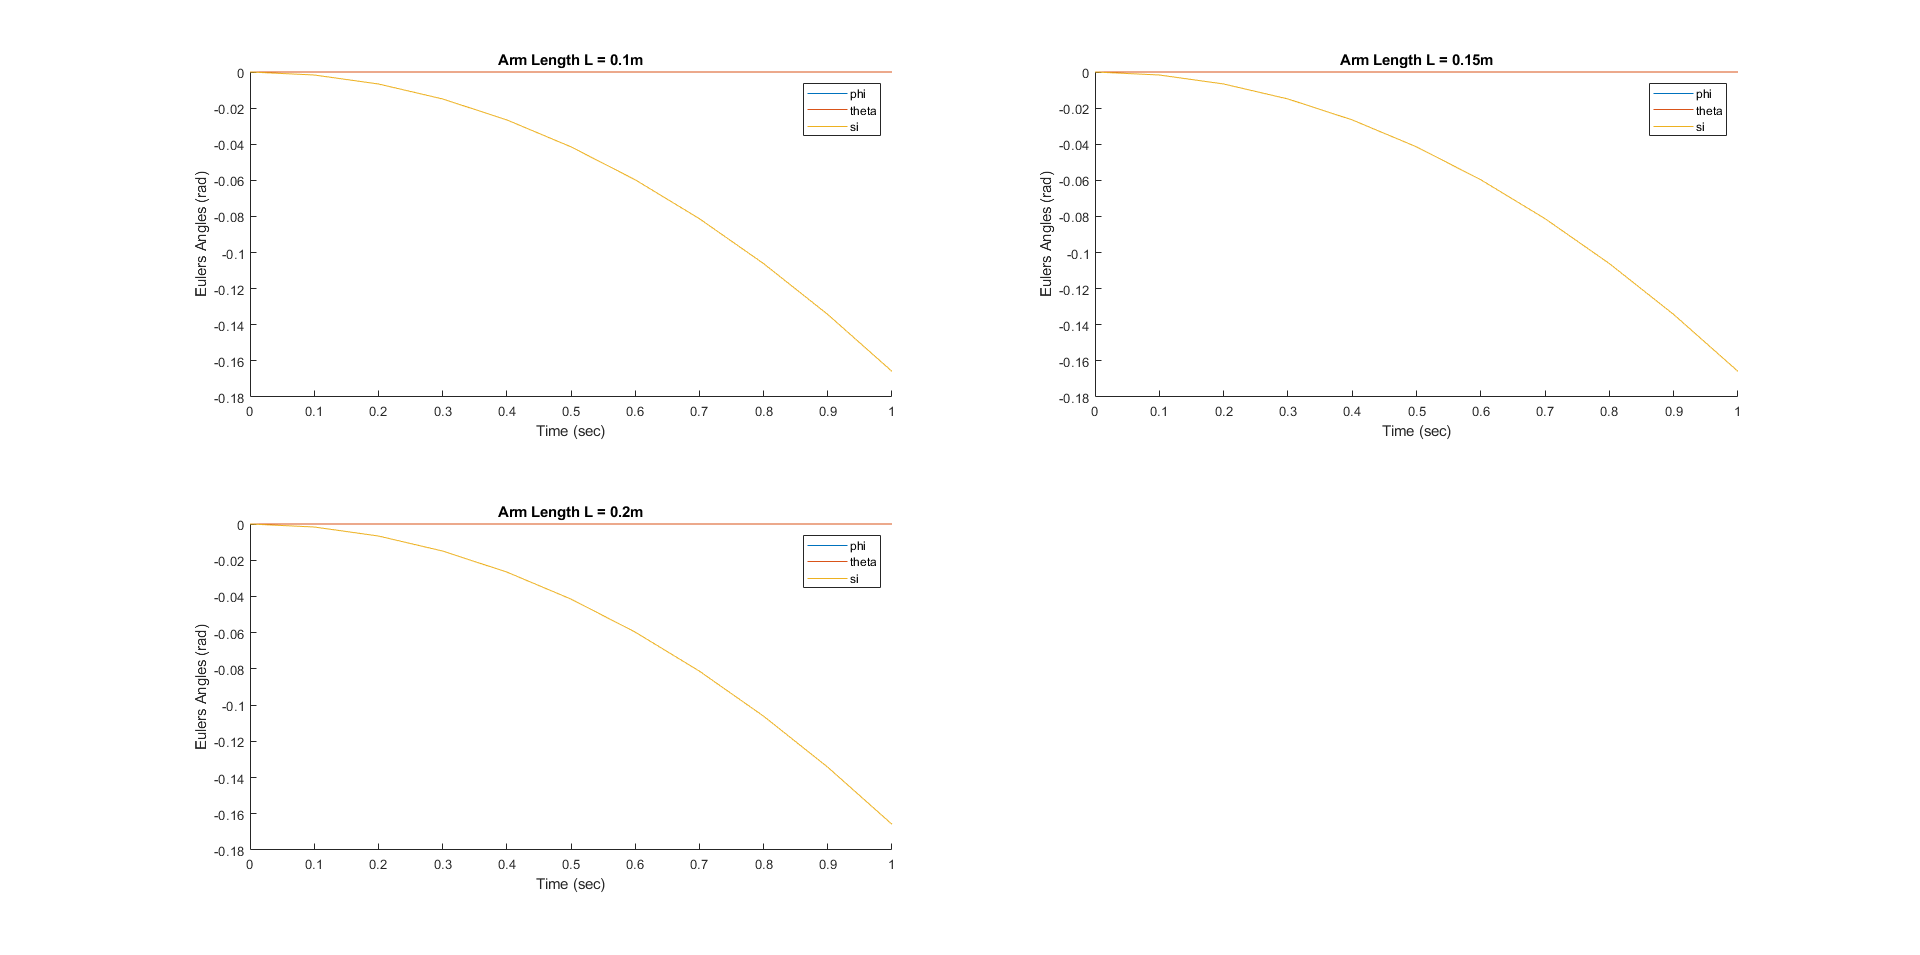 Arm Length L = 0.1m
0
-0.02
-0.04
-0.06
-0.08
-0.1
-0.12
-0.14
-0.16
-0.18
Eulers Angles (rad)
phi
theta
si
0 0.1 0.2 0.3 0.4 0.5 0.6 0.7 0.8 0.9 1
Time (sec)
Arm Length L = 0.15m
0
-0.02
-0.04
-0.06
-0.08
-0.1
-0.12
-0.14
-0.16
-0.18
Eulers Angles (rad)
phi
theta
si
0 0.1 0.2 0.3 0.4 0.5 0.6 0.7 0.8 0.9 1
Time (sec)
Arm Length L = 0.2m
0
-0.02
-0.04
-0.06
-0.08
-0.1
-0.12
-0.14
-0.16
-0.18
Eulers Angles (rad)
phi
theta
si
0 0.1 0.2 0.3 0.4 0.5 0.6 0.7 0.8 0.9 1
Time (sec)